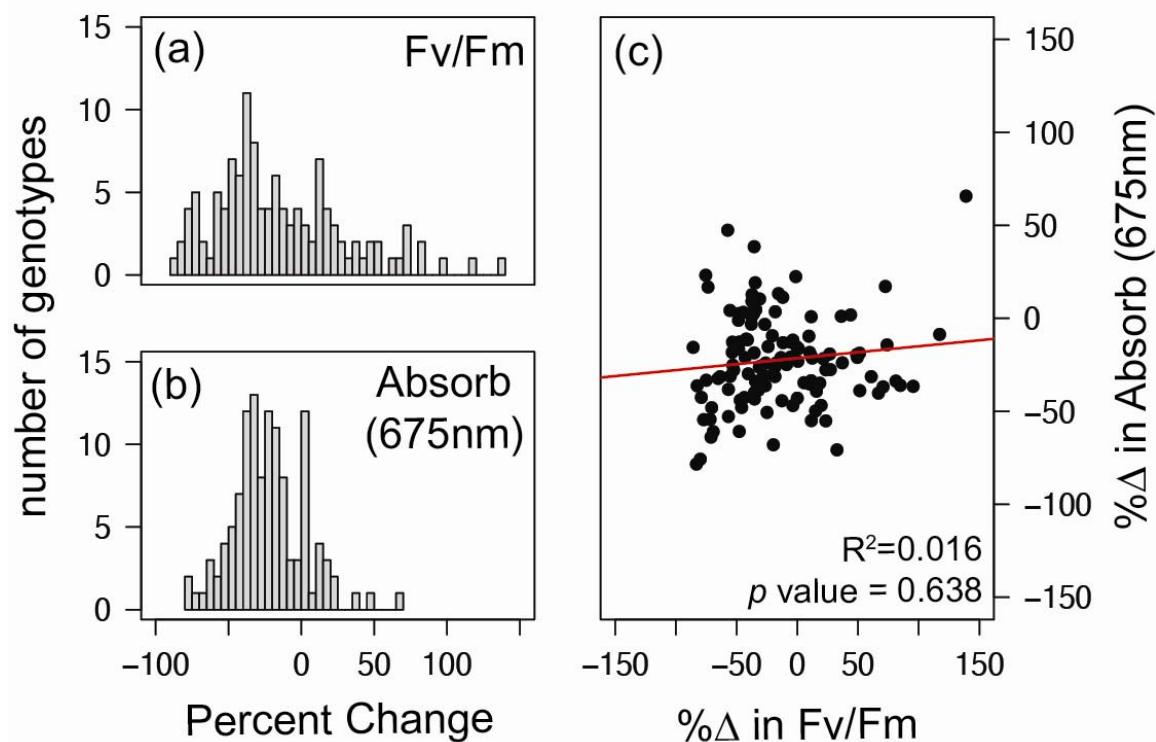 (a)
Fv/Fm
15
10
5
0
number of genotypes
(b)
Absorb
(675nm)
15
10
5
0
−100
0
50
100
Percent Change
(c)
150
100
50
0
−50
−100
−150
%Δ in Absorb (675nm)
R²=0.016
p value = 0.638
−150
−50
0
50
150
%Δ in Fv/Fm